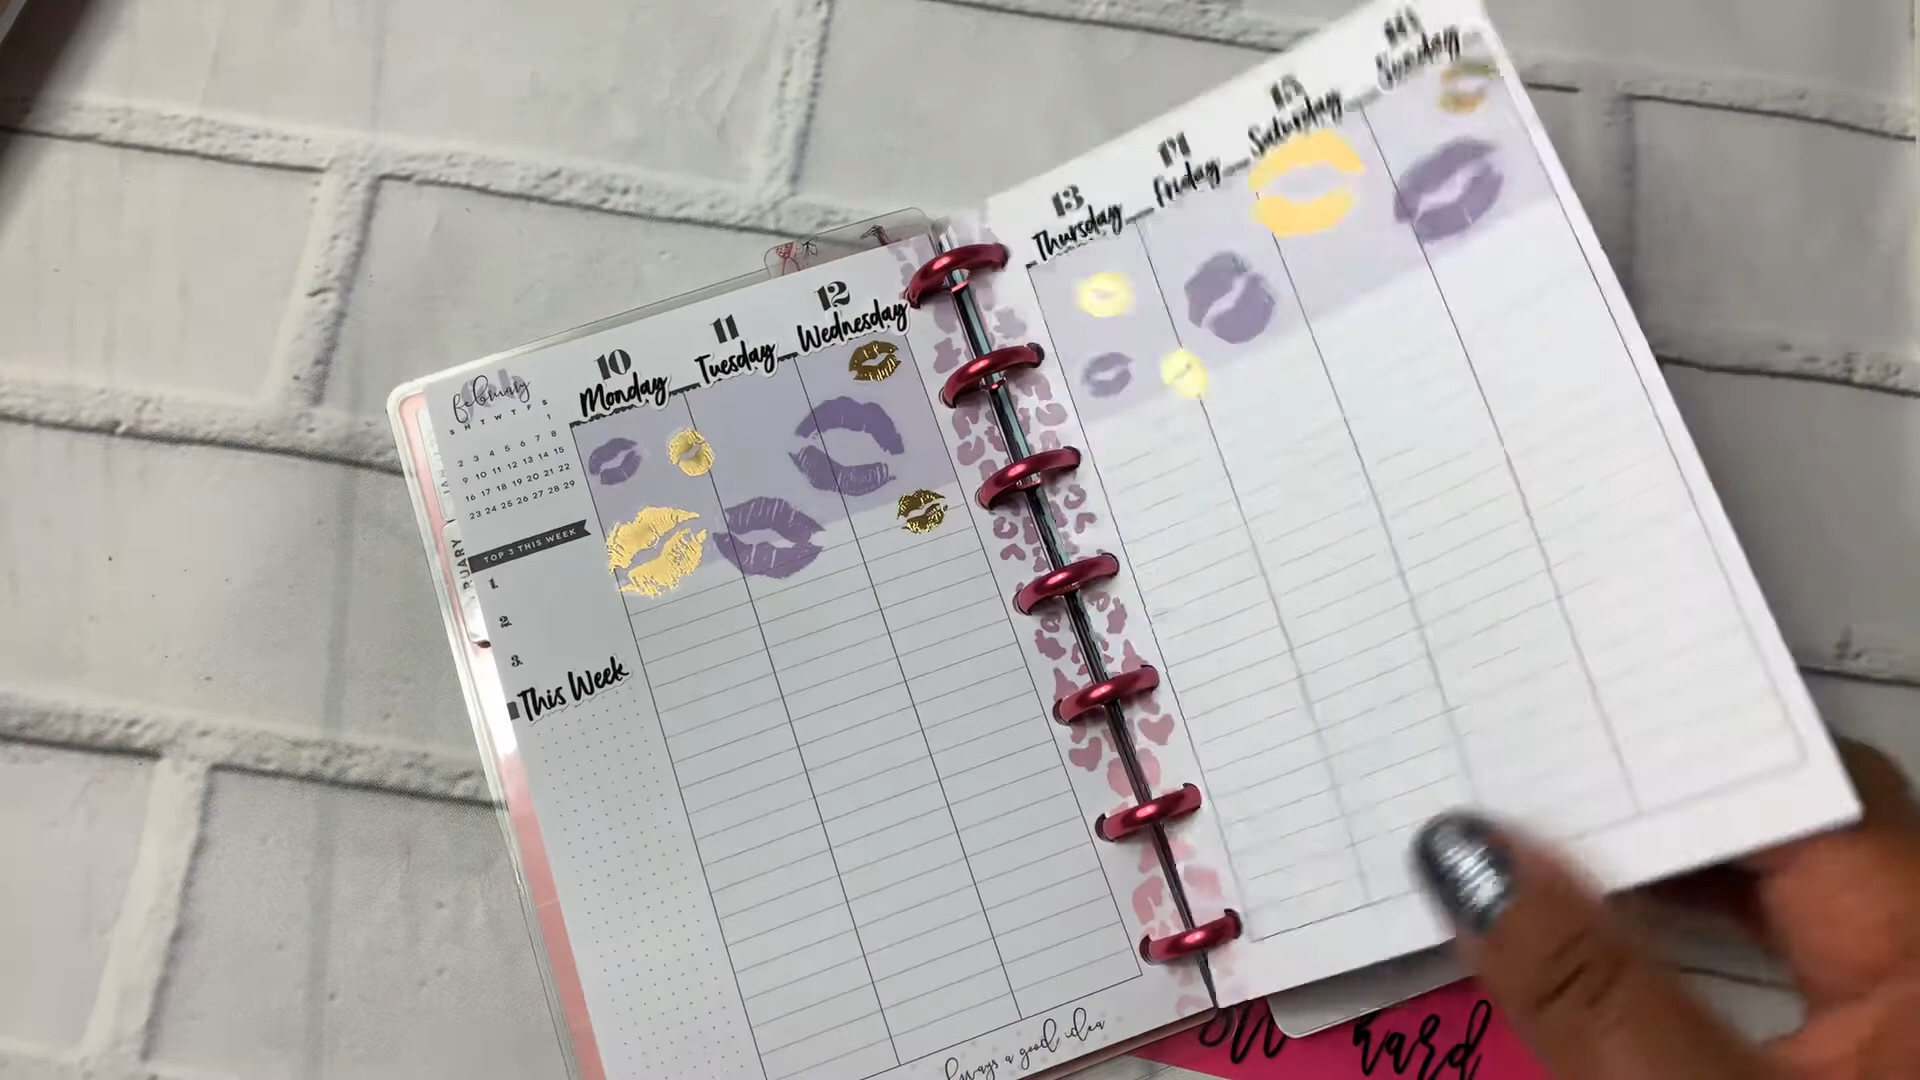 february
S M T W T F S
1
2 3 4 5 6 7 8
9 10 11 12 13 14 15
16 17 18 19 20 21 22
23 24 25 26 27 28 29
TOP 3 THIS WEEK
1.
2.
3.
This Week
10
Monday
11
Tuesday
12
Wednesday
13
Thursday
14
Friday
15
Saturday
Sunday
always a good idea
hard